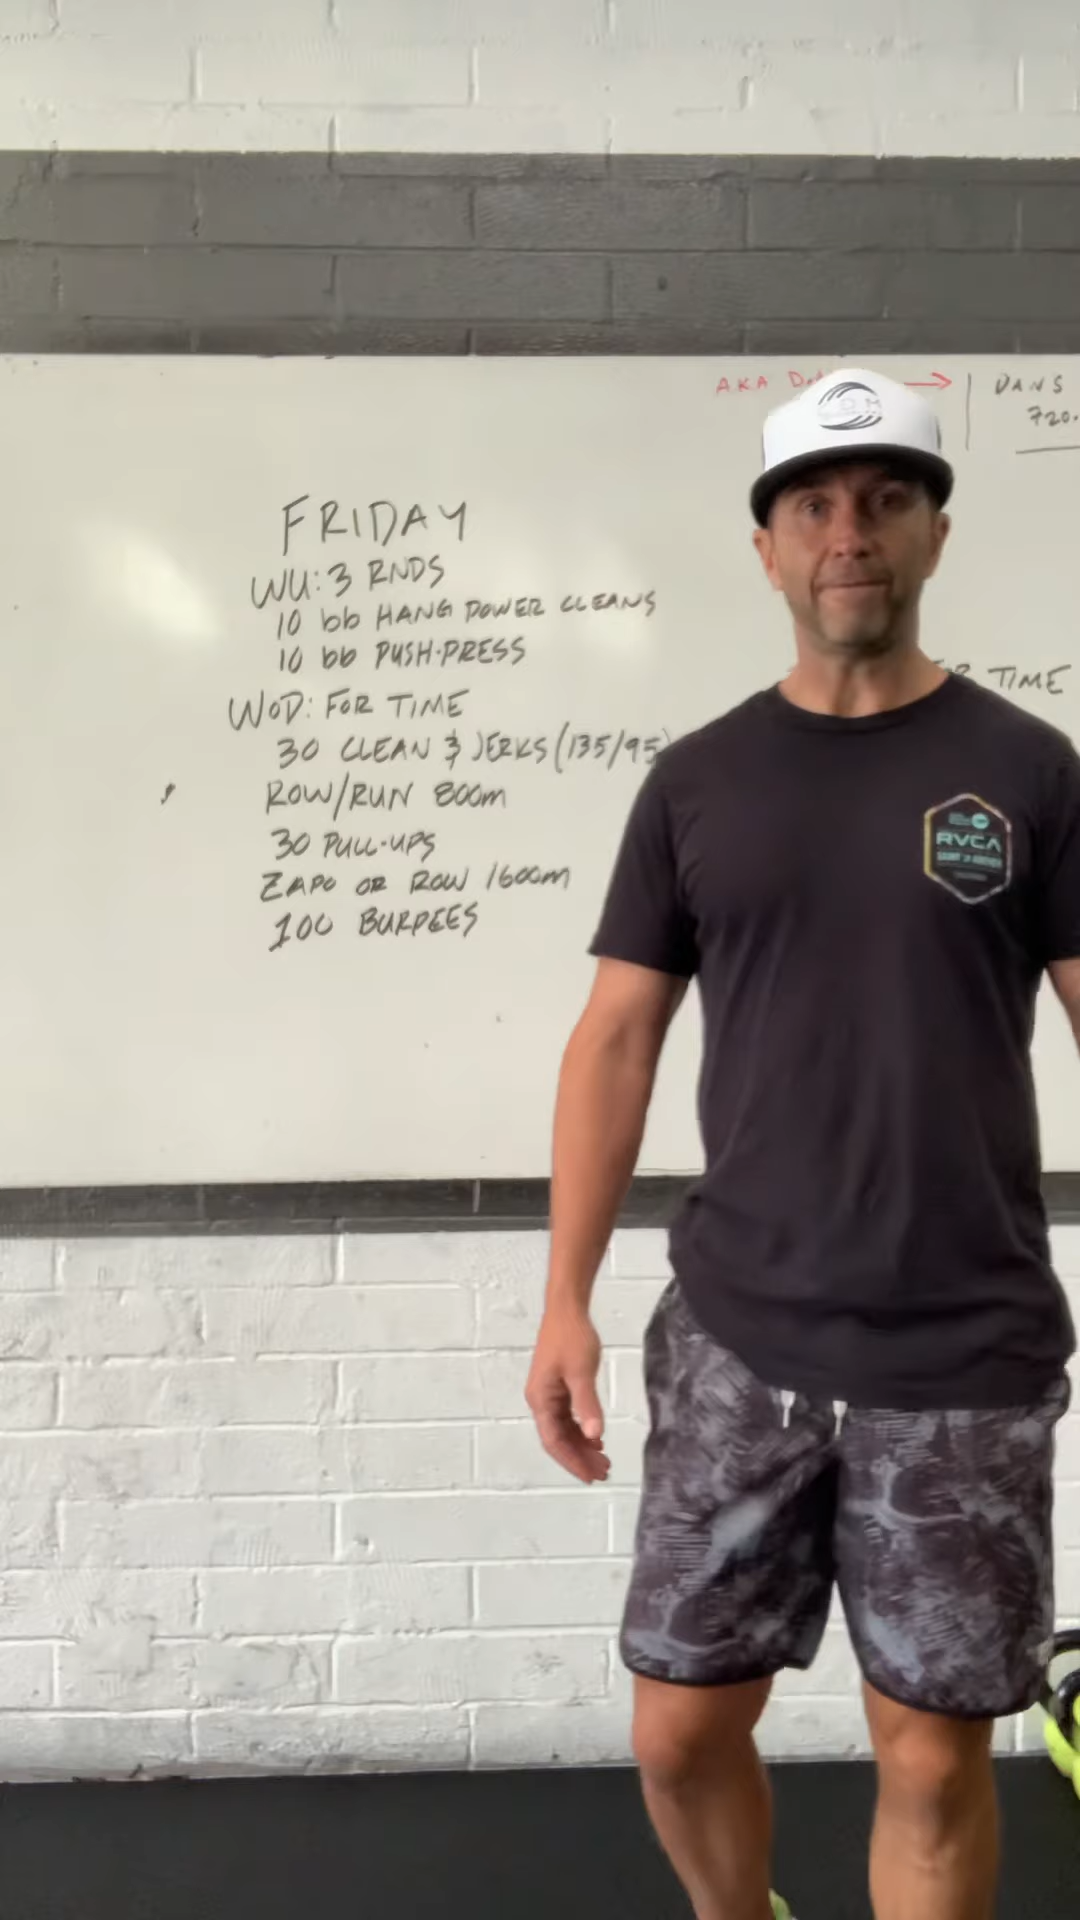 AKA
DANS
720.
FRIDAY
WU: 3 RNDS
10 bb HANG POWER CLEANS
10 bb PUSH-PRESS
WOD: FOR TIME
30 CLEAN & JERKS (135/95)
ROW/RUN 800m
30 PULL-UPS
ZAPO OR ROW 1600m
100 BURPEES
TIME
RVCA